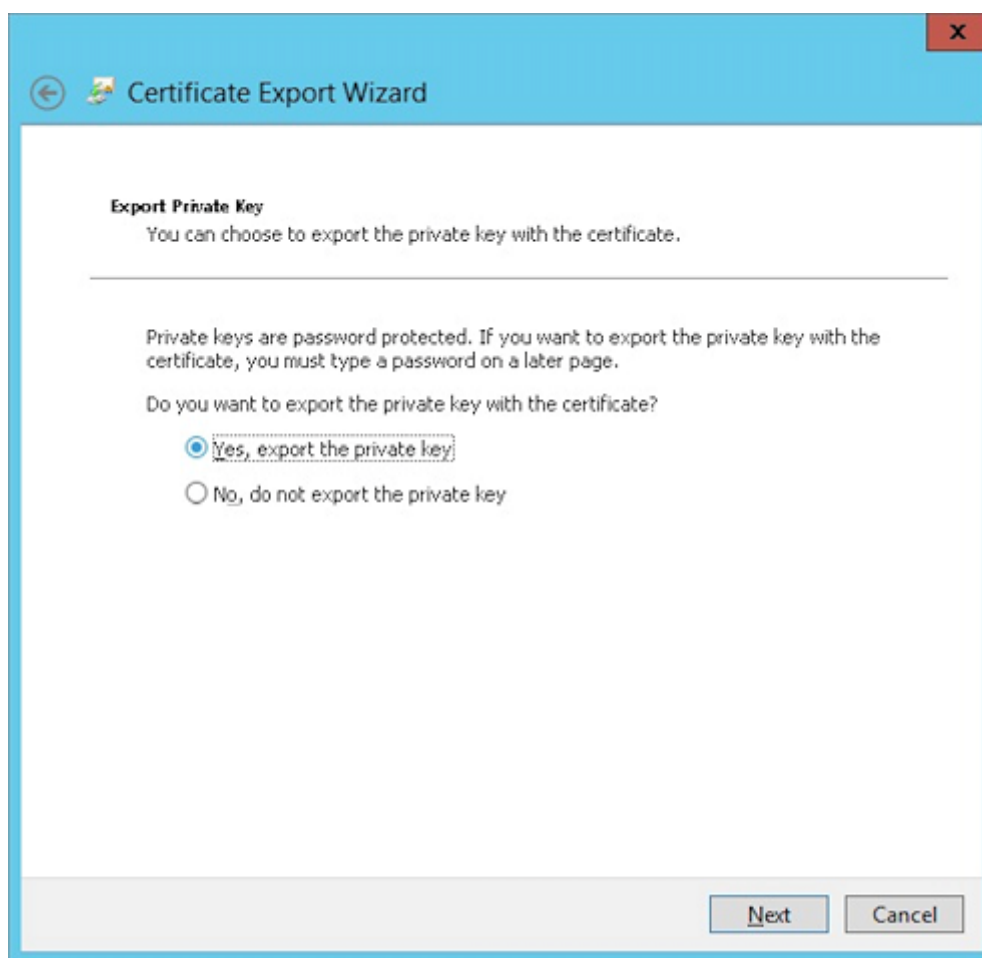 x
Certificate Export Wizard
Export Private Key
You can choose to export the private key with the certificate.
Private keys are password protected. If you want to export the private key with the
certificate, you must type a password on a later page.
Do you want to export the private key with the certificate?
Yes, export the private key
No, do not export the private key
Next
Cancel